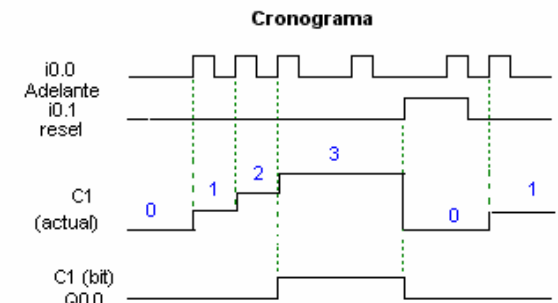 Cronograma
i0.0
Adelante
i0.1
reset
3
2
1
1
C1
0
0
(actual)
C1 (bit)
Q0.0